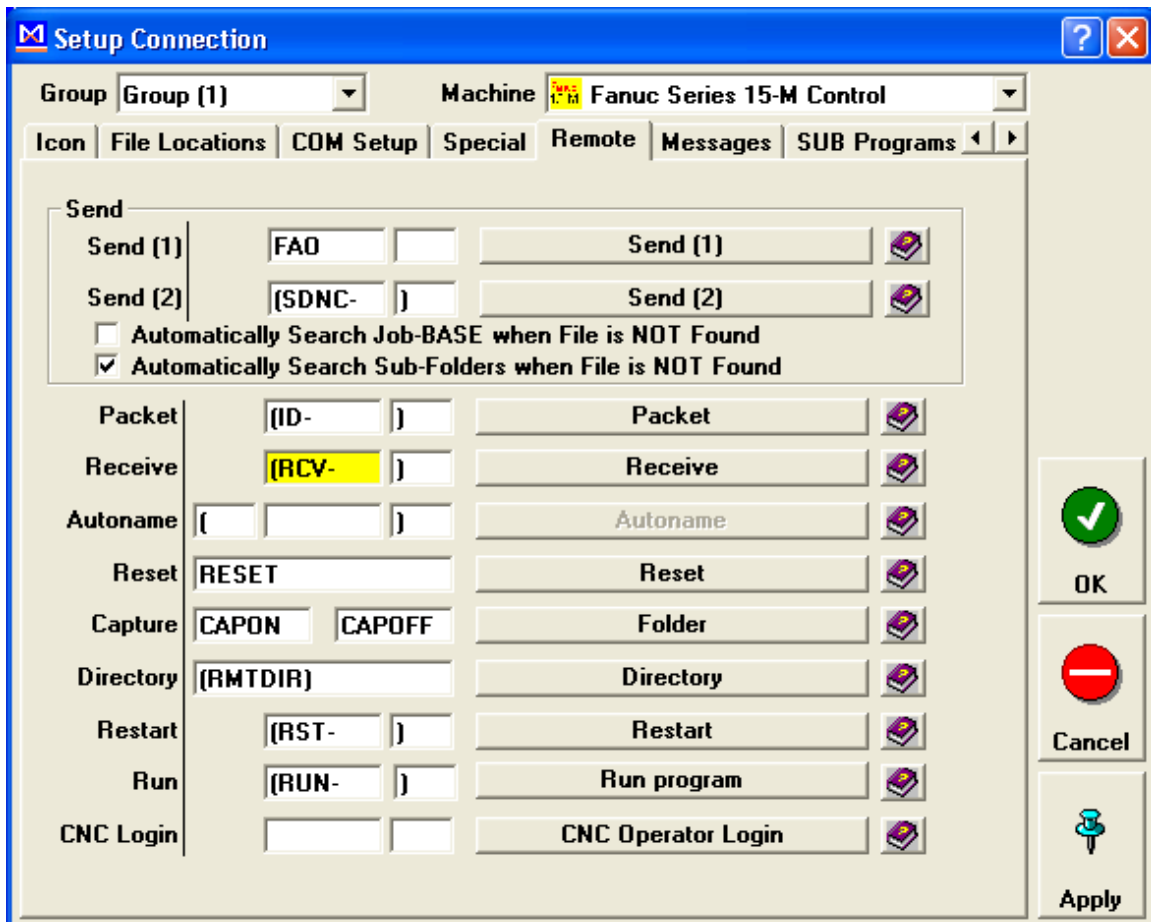 Setup Connection
Group Group (1) Machine Fanuc Series 15-M Control
Icon File Locations COM Setup Special Remote Messages SUB Programs
Send
Send (1) FAO Send (1)
Send (2) (SDNC- ) Send (2)
Automatically Search Job-BASE when File is NOT Found
Automatically Search Sub-Folders when File is NOT Found
Packet (ID- ) Packet
Receive (RCV- ) Receive
Autoname ( ) Autoname
Reset RESET Reset
Capture CAPON CAPOFF Folder
Directory (RMTDIR) Directory
Restart (RST- ) Restart
Run (RUN- ) Run program
CNC Login CNC Operator Login
OK
Cancel
Apply